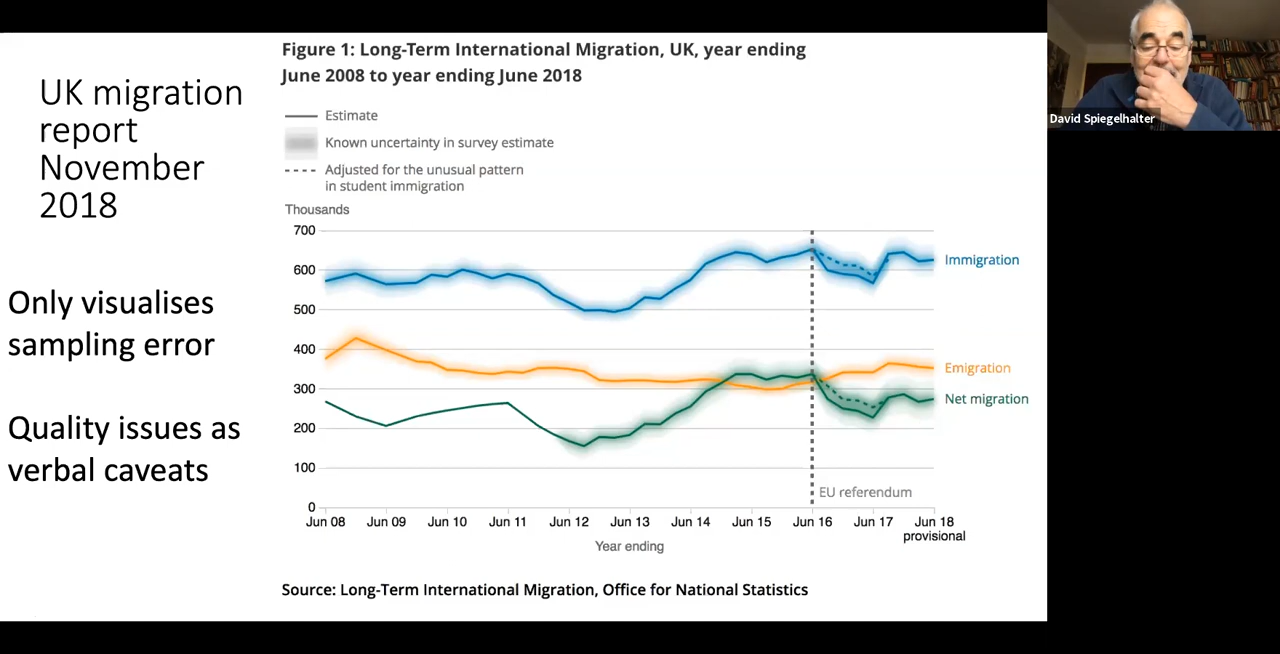 UK migration
report
November
2018
Only visualises
sampling error
Quality issues as
verbal caveats
Figure 1: Long-Term International Migration, UK, year ending
June 2008 to year ending June 2018
Estimate
Known uncertainty in survey estimate
Adjusted for the unusual pattern
in student immigration
Thousands
700
600
500
400
300
200
100
0
Immigration
Emigration
Net migration
EU referendum
Jun 08 Jun 09 Jun 10 Jun 11 Jun 12 Jun 13 Jun 14 Jun 15 Jun 16 Jun 17 Jun 18
provisional
Year ending
Source: Long-Term International Migration, Office for National Statistics
David Spiegelhalter